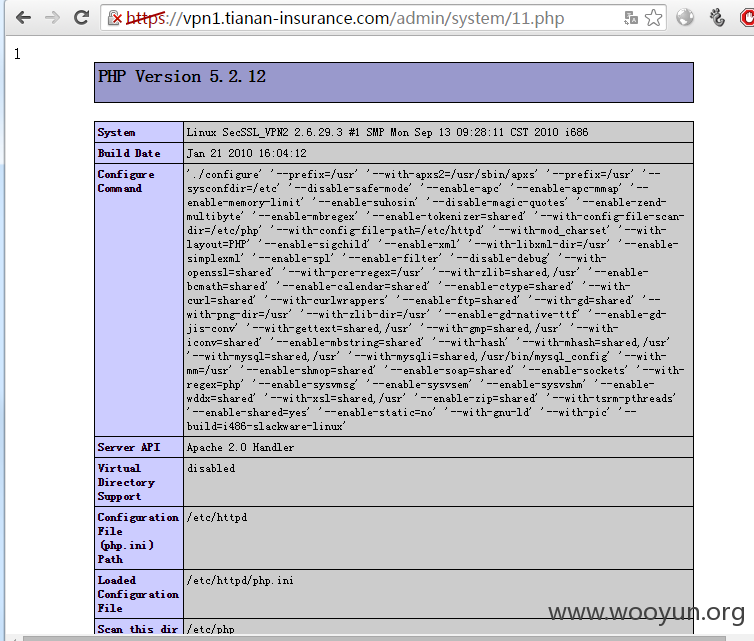 https://vpn1.tianan-insurance.com/admin/system/11.php
1
PHP Version 5.2.12
System
Linux SecSSL_VPN2 2.6.29.3 #1 SMP Mon Sep 13 09:28:11 CST 2010 i686
Build Date
Jan 21 2010 16:04:12
Configure
Command
'./configure' '--prefix=/usr' '--with-apxs2=/usr/sbin/apxs' '--prefix=/usr' '--
sysconfdir=/etc' '--disable-safe-mode' '--enable-apc' '--enable-apc-mmap' '--
enable-memory-limit' '--enable-suhosin' '--disable-magic-quotes' '--enable-zend-
multibyte' '--enable-mbregex' '--enable-tokenizer=shared' '--with-config-file-scan-
dir=/etc/php' '--with-config-file-path=/etc/httpd' '--with-mod_charset' '--with-
layout=PHP' '--enable-sigchild' '--enable-xml' '--with-libxml-dir=/usr' '--enable-
simplexml' '--enable-spl' '--enable-filter' '--disable-debug' '--with-
openssl=shared' '--with-pcre-regex=/usr' '--with-zlib=shared,/usr' '--enable-
bcmath=shared' '--enable-calendar=shared' '--enable-ctype=shared' '--with-
curl=shared' '--with-curlwrappers' '--enable-ftp=shared' '--with-gd=shared' '--
with-png-dir=/usr' '--with-zlib-dir=/usr' '--enable-gd-native-ttf' '--enable-gd-
jis-conv' '--with-gettext=shared,/usr' '--with-gmp=shared,/usr' '--with-
iconv=shared' '--enable-mbstring=shared' '--with-hash' '--with-mhash=shared,/usr'
'--with-mysql=shared,/usr' '--with-mysqli=shared,/usr/bin/mysql_config' '--with-
mm=/usr' '--enable-shmop=shared' '--enable-soap=shared' '--enable-sockets' '--with-
regex=php' '--enable-sysvmsg' '--enable-sysvsem' '--enable-sysvshm' '--enable-
wddx=shared' '--with-xsl=shared,/usr' '--enable-zip=shared' '--with-tsrm-pthreads'
'--enable-shared=yes' '--enable-static=no' '--with-gnu-ld' '--with-pic' '--
build=i486-slackware-linux'
Server API
Apache 2.0 Handler
Virtual
Directory
Support
disabled
Configuration
File
(php.ini)
Path
/etc/httpd
Loaded
Configuration
File
/etc/httpd/php.ini
Scan this dir
/etc/php
www.wooyun.org